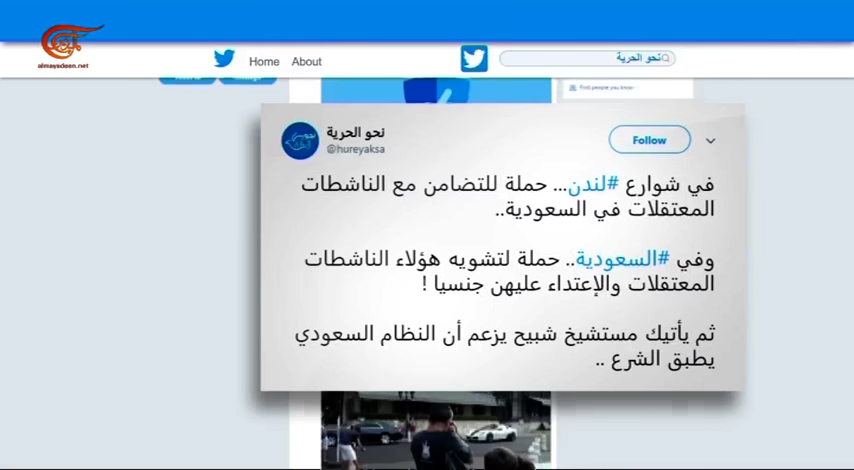 almayadeen.net
Home About
نحو الحرية
Find people you know
نحو الحرية
@hureyaksa
Follow
في شوارع #لندن... حملة للتضامن مع الناشطات
المعتقلات في السعودية..
وفي #السعودية.. حملة لتشويه هؤلاء الناشطات
المعتقلات والإعتداء عليهن جنسيا !
ثم يأتيك مستشيخ شبيح يزعم أن النظام السعودي
يطبق الشرع ..